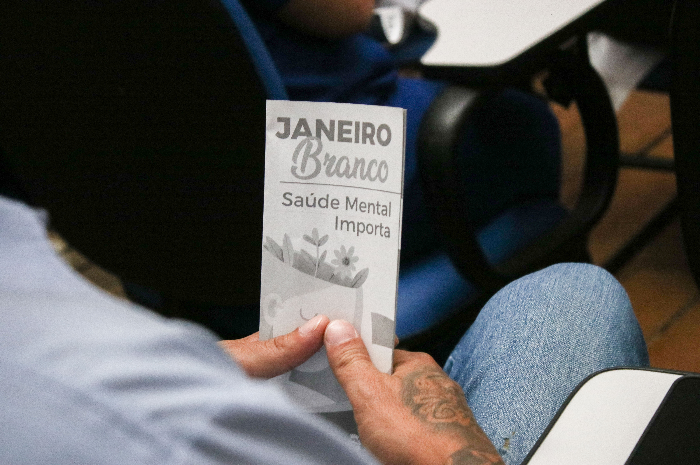 JANEIRO
Branco
Saúde Mental
Importa